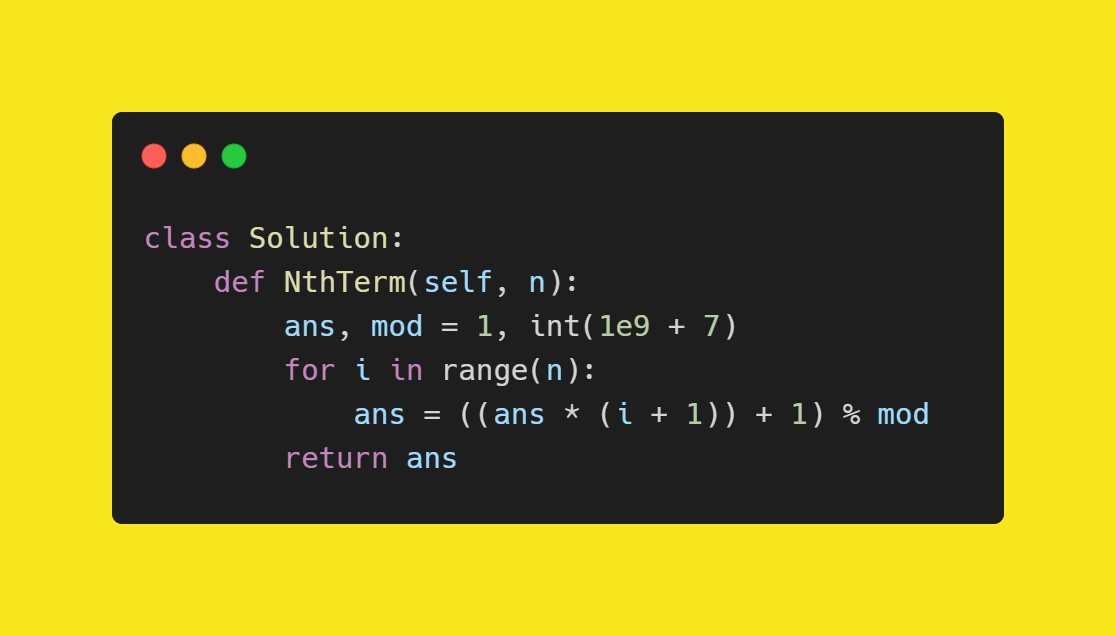 class Solution:
    def NthTerm(self, n):
        ans, mod = 1, int(1e9 + 7)
        for i in range(n):
            ans = ((ans * (i + 1)) + 1) % mod
        return ans